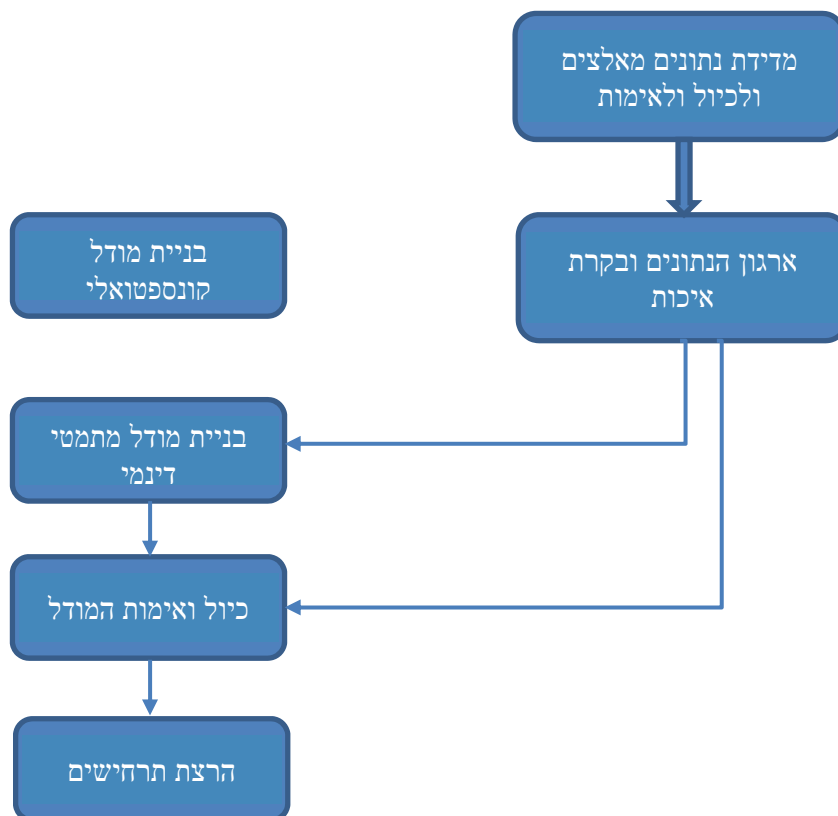 מדידת נתונים מאלצים
ולכיול ולאימות
ארגון הנתונים ובקרת
איכות
בניית מודל
קונספטואלי
בניית מודל מתמטי
דינמי
כיול ואימות המודל
הרצת תרחישים